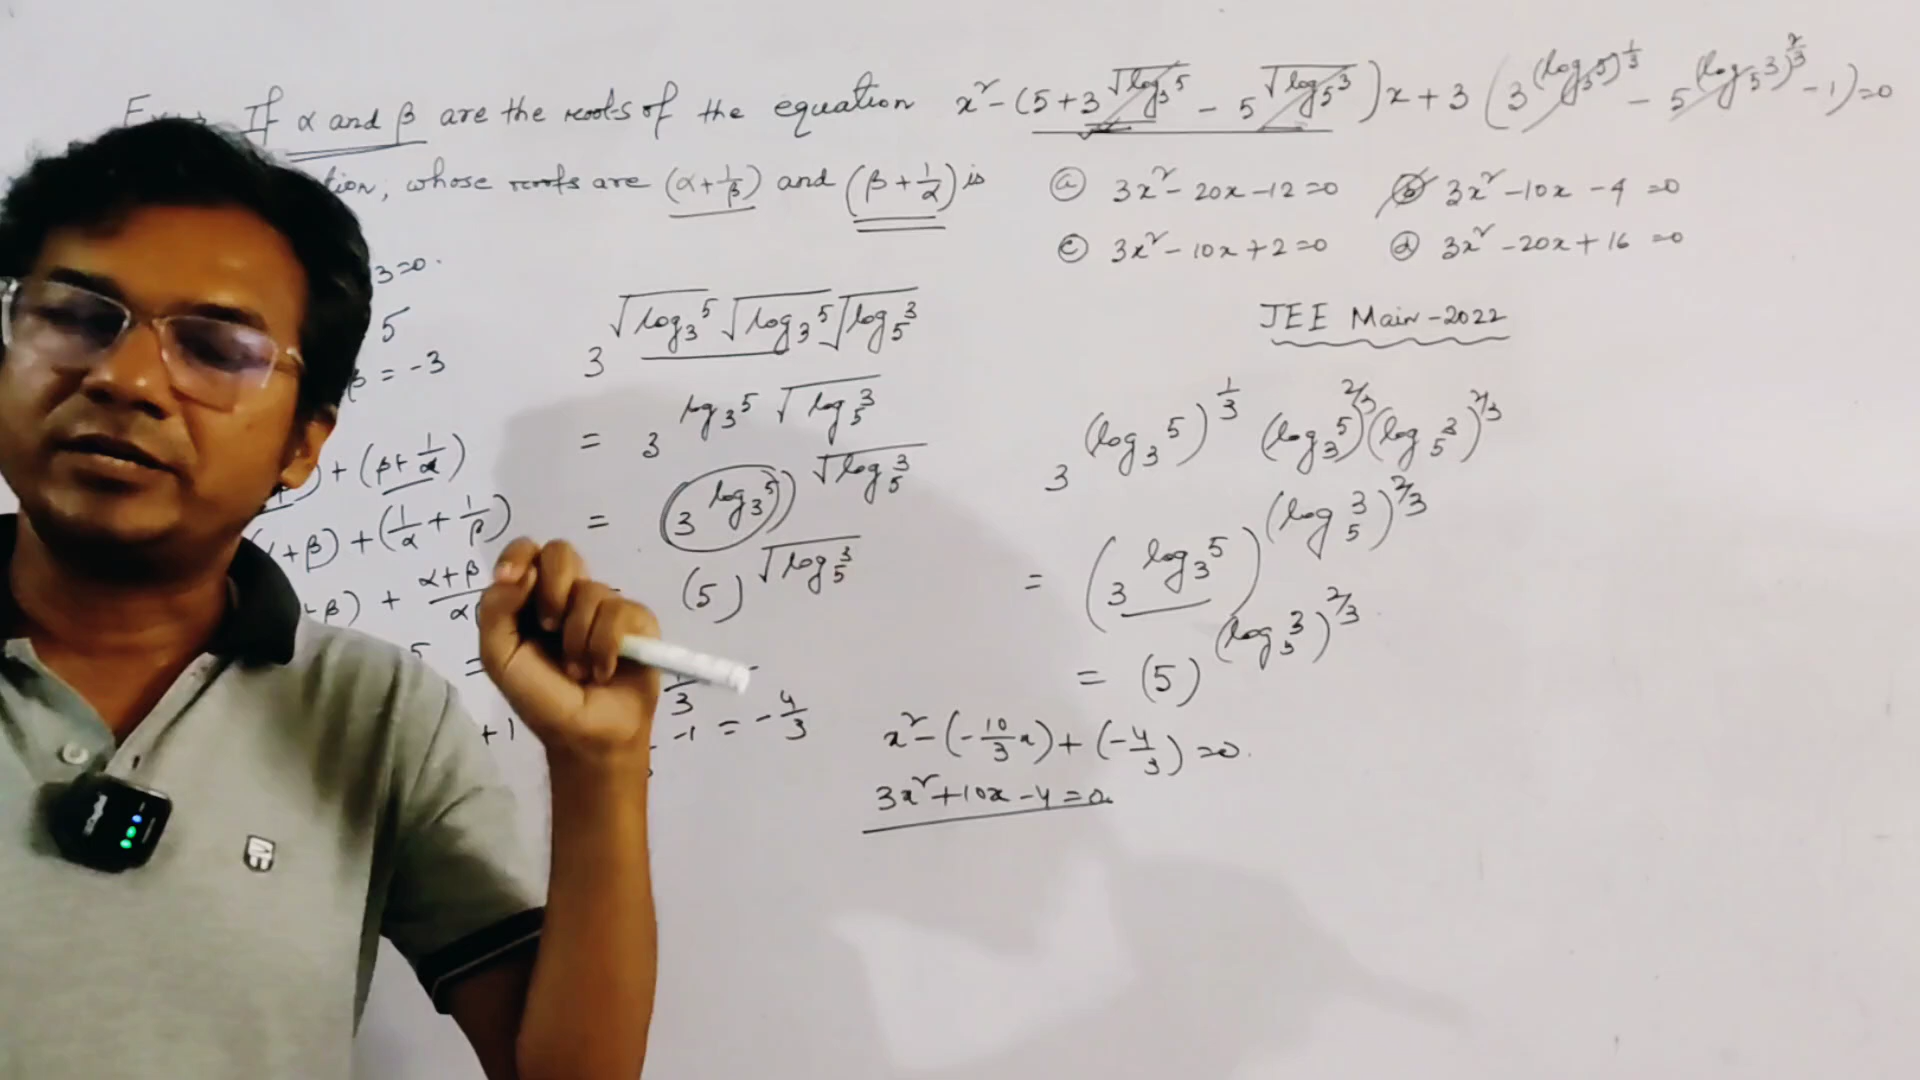 If α and β are the roots of the equation x² - (5 + 3^√(log₃5) - 5^√(log₅3))x + 3(3^(log₃5)^(1/3) - 5^(log₅3)^(2/3) - 1) = 0
tion, whose roots are (α + 1/β) and (β + 1/α) is
(a) 3x² - 20x - 12 = 0 (b) 3x² - 10x - 4 = 0
(c) 3x² - 10x + 2 = 0 (d) 3x² - 20x + 16 = 0
JEE Main - 2022
3 = 0.
5
β = -3
) + (β + 1/α)
+ β) + (1/α + 1/β)
β) + α+β
5 =
+1
1/3
-1 = -4/3
3^(√(log₃5) √(log₃5) √(log₅3))
= 3^(log₃5 √(log₅3))
= (3^(log₃5))^√(log₅3)
(5)^√(log₅3)
3^((log₃5)^(1/3) (log₃5)^(2/3) (log₅3)^(2/3))
= (3^(log₃5))^(log₅3)^(2/3)
= (5)^(log₅3)^(2/3)
x² - (-10/3 x) + (-4/3) = 0.
3x² + 10x - 4 = 0.